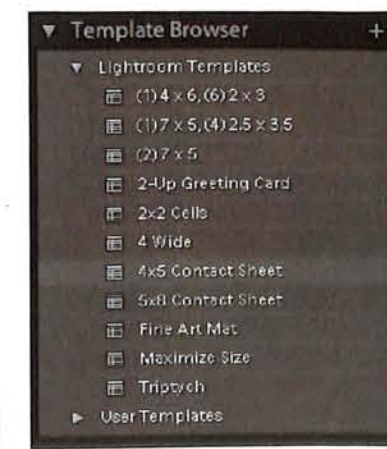 Template Browser +
Lightroom Templates
(1) 4 x 6, (6) 2 x 3
(1) 7 x 5, (4) 2.5 x 3.5
(2) 7 x 5
2-Up Greeting Card
2x2 Cells
4 Wide
4x5 Contact Sheet
5x8 Contact Sheet
Fine Art Mat
Maximize Size
Triptych
User Templates